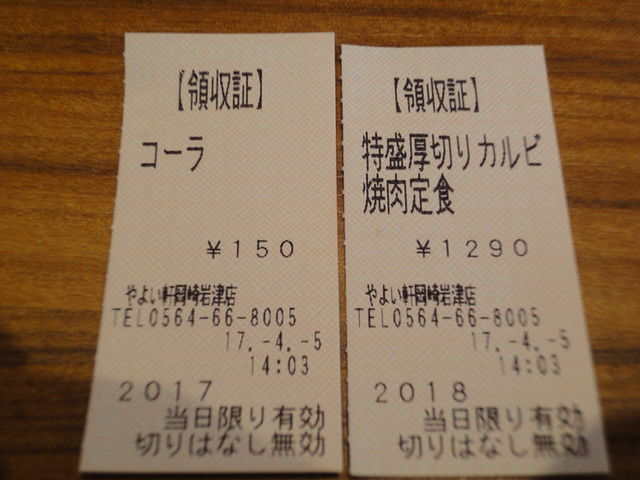 【領収証】
コーラ
¥150
やよい軒岡崎岩津店
TEL0564-66-8005
17.-4.-5
14:03
2017
当日限り有効
切りはなし無効
【領収証】
特盛厚切りカルビ
焼肉定食
¥1290
やよい軒岡崎岩津店
TEL0564-66-8005
17.-4.-5
14:03
2018
当日限り有効
切りはなし無効